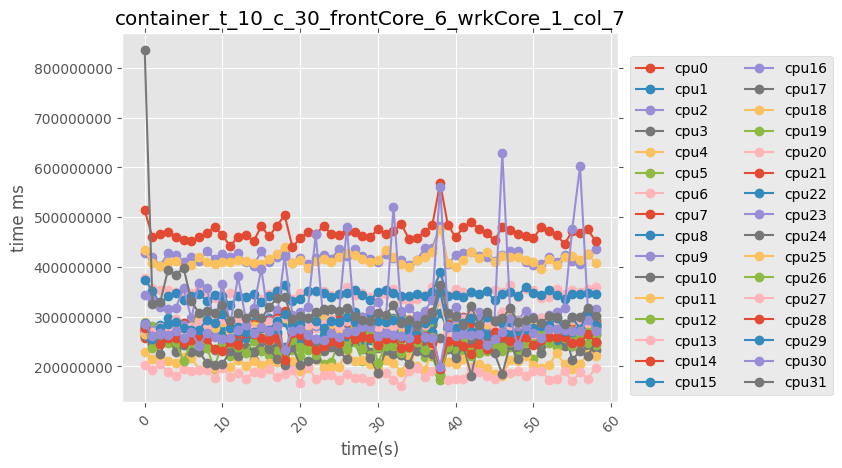 container_t_10_c_30_frontCore_6_wrkCore_1_col_7
800000000
700000000
600000000
500000000
400000000
300000000
200000000
time ms
0
10
20
30
40
50
60
time(s)
cpu0
cpu1
cpu2
cpu3
cpu4
cpu5
cpu6
cpu7
cpu8
cpu9
cpu10
cpu11
cpu12
cpu13
cpu14
cpu15
cpu16
cpu17
cpu18
cpu19
cpu20
cpu21
cpu22
cpu23
cpu24
cpu25
cpu26
cpu27
cpu28
cpu29
cpu30
cpu31